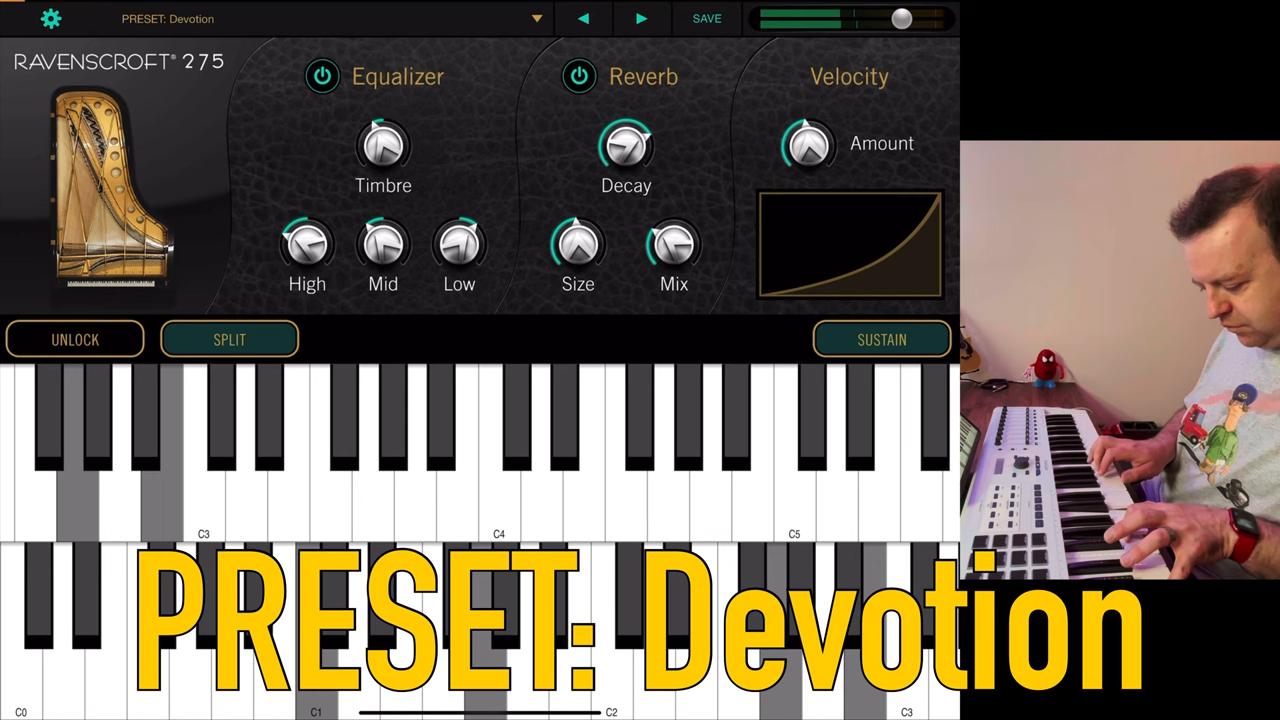 PRESET: Devotion
SAVE
RAVENSCROFT® 275
Equalizer
Reverb
Velocity
Timbre
Decay
Amount
High
Mid
Low
Size
Mix
UNLOCK
SPLIT
SUSTAIN
C3
C4
C5
PRESET: Devotion
C0
C1
C2
C3